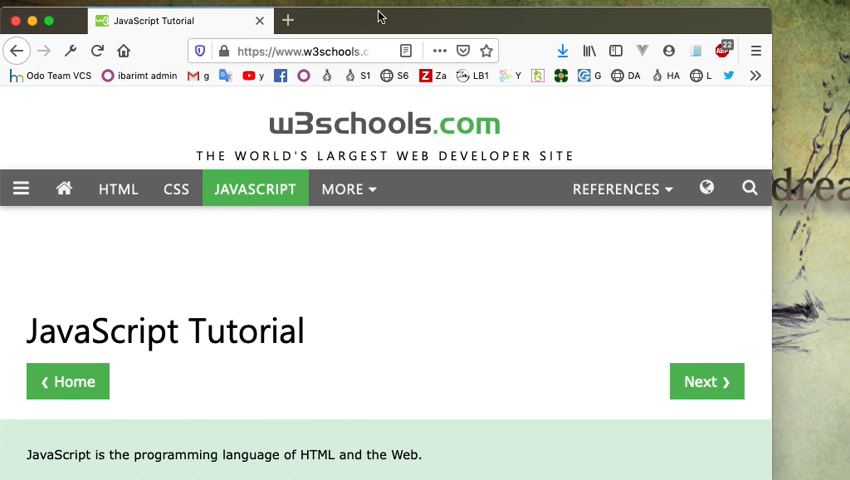 JavaScript Tutorial
https://www.w3schools.c
22
Odo Team VCS ibarimt admin g y S1 S6 Za LB1 Y G DA HA L
w3schools.com
THE WORLD'S LARGEST WEB DEVELOPER SITE
HTML CSS JAVASCRIPT MORE REFERENCES
JavaScript Tutorial
❮ Home Next ❯
JavaScript is the programming language of HTML and the Web.